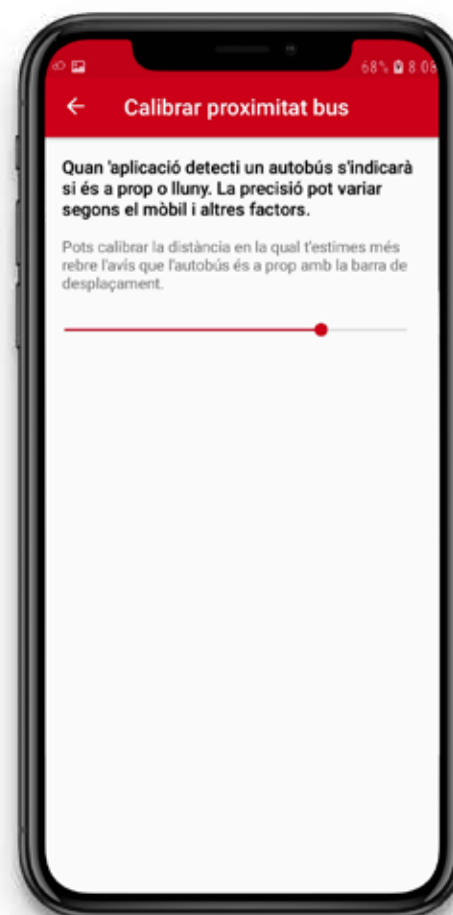 68% 8:08
Calibrar proximitat bus
Quan 'aplicació detecti un autobús s'indicarà
si és a prop o lluny. La precisió pot variar
segons el mòbil i altres factors.
Pots calibrar la distància en la qual t'estimes més
rebre l'avís que l'autobús és a prop amb la barra de
desplaçament.